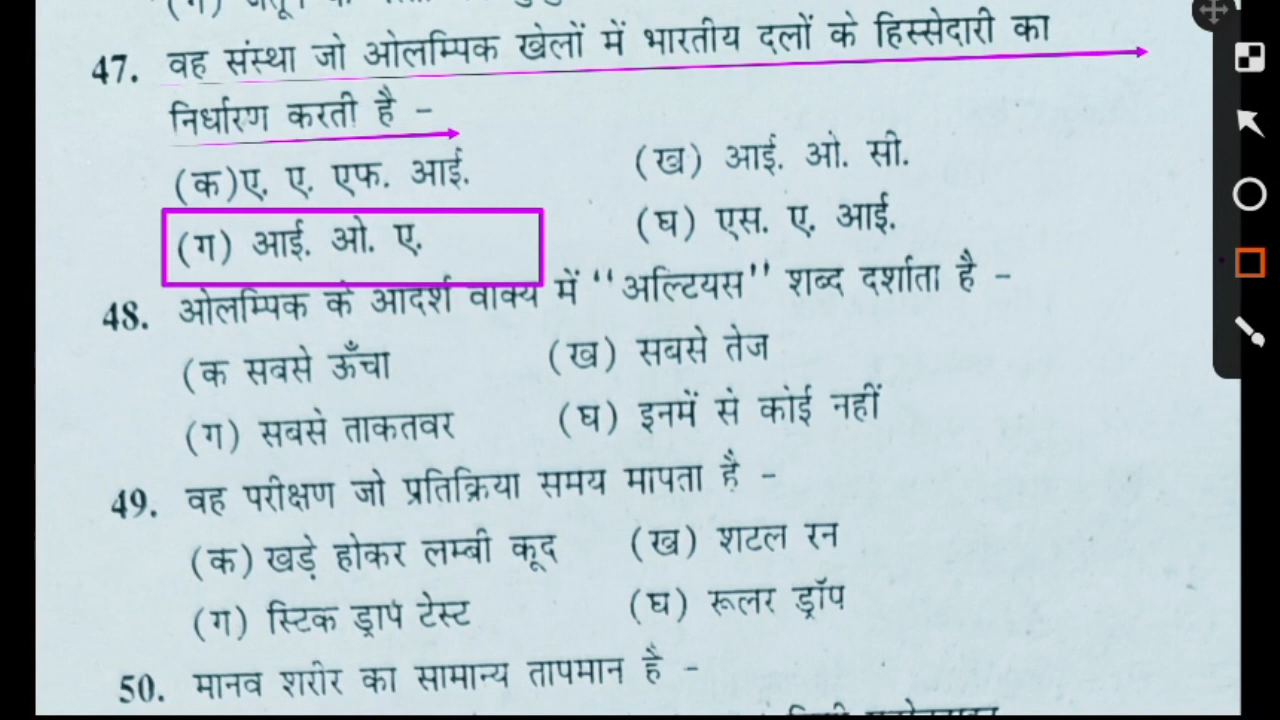 47. वह संस्था जो ओलम्पिक खेलों में भारतीय दलों के हिस्सेदारी का
निर्धारण करती है -
(क)ए. ए. एफ. आई. (ख) आई. ओ. सी.
(ग) आई. ओ. ए. (घ) एस. ए. आई.
48. ओलम्पिक के आदर्श वाक्य में "अल्टियस" शब्द दर्शाता है -
(क सबसे ऊँचा (ख) सबसे तेज
(ग) सबसे ताकतवर (घ) इनमें से कोई नहीं
49. वह परीक्षण जो प्रतिक्रिया समय मापता है -
(क) खड़े होकर लम्बी कूद (ख) शटल रन
(ग) स्टिक ड्राप टेस्ट (घ) रूलर ड्रॉप
50. मानव शरीर का सामान्य तापमान है -